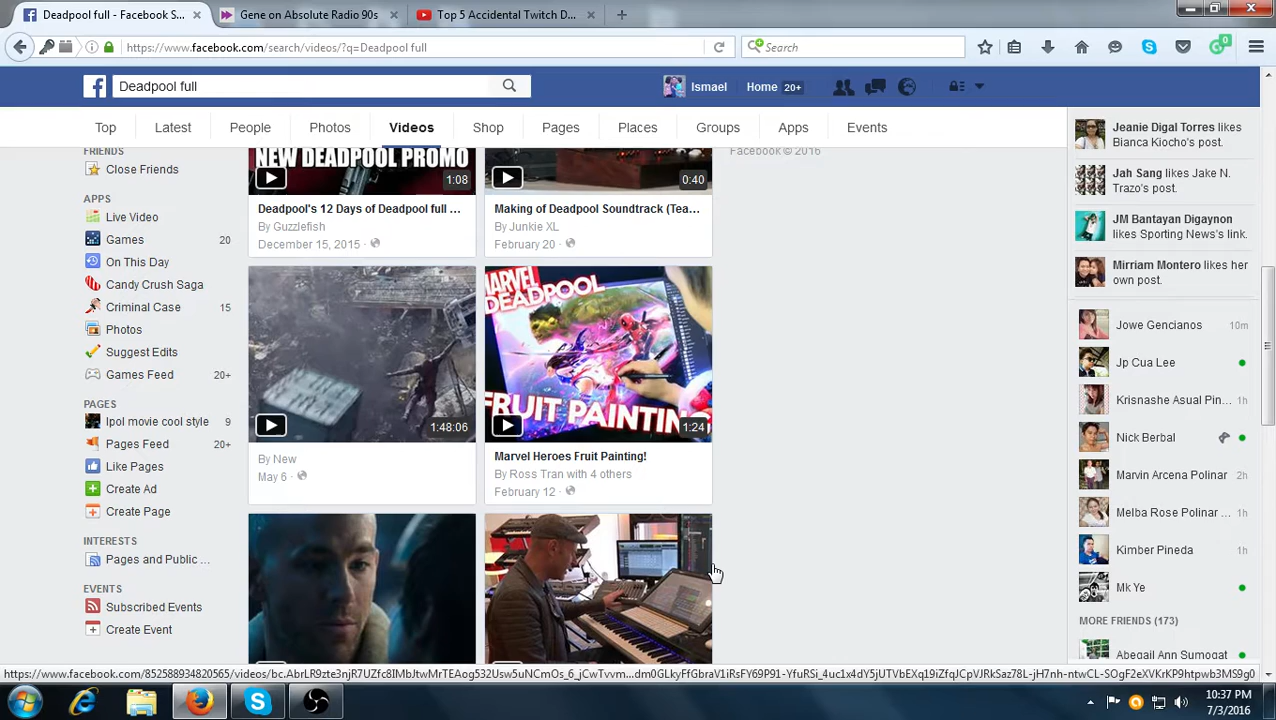 Deadpool full - Facebook S...
Gene on Absolute Radio 90s
Top 5 Accidental Twitch D...
https://www.facebook.com/search/videos/?q=Deadpool full
Search
0
Deadpool full
Ismael
Home 20+
Top
Latest
People
Photos
Videos
Shop
Pages
Places
Groups
Apps
Events
FRIENDS
Close Friends
APPS
Live Video
Games 20
On This Day
Candy Crush Saga
Criminal Case 15
Photos
Suggest Edits
Games Feed 20+
PAGES
Ipol movie cool style 9
Pages Feed 20+
Like Pages
Create Ad
Create Page
INTERESTS
Pages and Public ...
EVENTS
Subscribed Events
Create Event
NEW DEADPOOL PROMO
1:08
Deadpool's 12 Days of Deadpool full ...
By Guzzlefish
December 15, 2015
0:40
Making of Deadpool Soundtrack (Tea...
By Junkie XL
February 20
1:48:06
By New
May 6
MARVEL
DEADPOOL
FRUIT PAINTING
1:24
Marvel Heroes Fruit Painting!
By Ross Tran with 4 others
February 12
Facebook © 2016
Jeanie Digal Torres likes
Bianca Kiocho's post.
Jah Sang likes Jake N.
Trazo's post.
JM Bantayan Digaynon
likes Sporting News's link.
Mirriam Montero likes her
own post.
Jowe Gencianos 10m
Jp Cua Lee
Krisnashe Asual Pin... 1h
Nick Berbal
Marvin Arcena Polinar 2h
Melba Rose Polinar ... 1h
Kimber Pineda 1h
Mk Ye
MORE FRIENDS (173)
Abegail Ann Sumogat
10:37 PM
7/3/2016